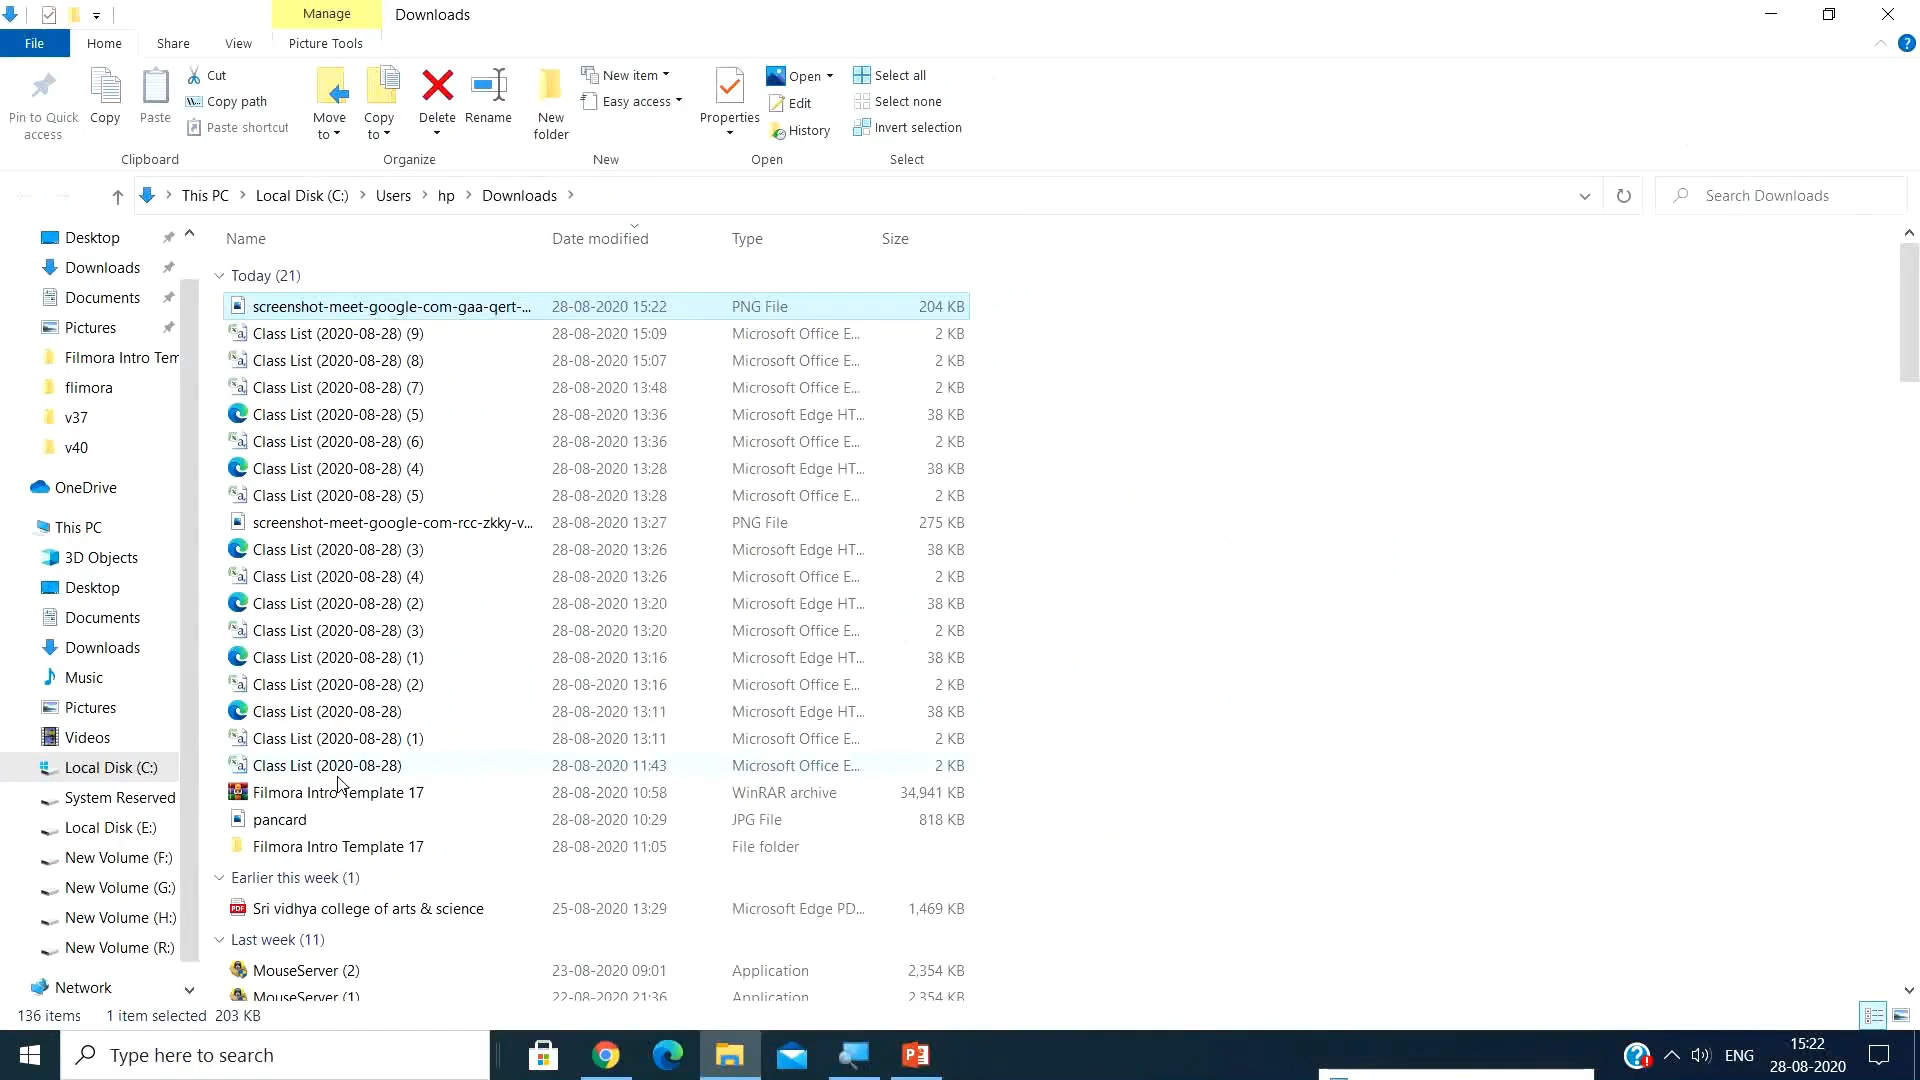 Manage
Downloads
File
Home
Share
View
Picture Tools
Pin to Quick access
Copy
Paste
Cut
Copy path
Paste shortcut
Clipboard
Move to
Copy to
Delete
Rename
Organize
New folder
New item
Easy access
New
Properties
Open
Edit
History
Open
Select all
Select none
Invert selection
Select
This PC > Local Disk (C:) > Users > hp > Downloads >
Search Downloads
Desktop
Downloads
Documents
Pictures
Filmora Intro Tem
flimora
v37
v40
OneDrive
This PC
3D Objects
Desktop
Documents
Downloads
Music
Pictures
Videos
Local Disk (C:)
System Reserved
Local Disk (E:)
New Volume (F:)
New Volume (G:)
New Volume (H:)
New Volume (R:)
Network
Name Date modified Type Size
Today (21)
screenshot-meet-google-com-gaa-qert-... 28-08-2020 15:22 PNG File 204 KB
Class List (2020-08-28) (9) 28-08-2020 15:09 Microsoft Office E... 2 KB
Class List (2020-08-28) (8) 28-08-2020 15:07 Microsoft Office E... 2 KB
Class List (2020-08-28) (7) 28-08-2020 13:48 Microsoft Office E... 2 KB
Class List (2020-08-28) (5) 28-08-2020 13:36 Microsoft Edge HT... 38 KB
Class List (2020-08-28) (6) 28-08-2020 13:36 Microsoft Office E... 2 KB
Class List (2020-08-28) (4) 28-08-2020 13:28 Microsoft Edge HT... 38 KB
Class List (2020-08-28) (5) 28-08-2020 13:28 Microsoft Office E... 2 KB
screenshot-meet-google-com-rcc-zkky-v... 28-08-2020 13:27 PNG File 275 KB
Class List (2020-08-28) (3) 28-08-2020 13:26 Microsoft Edge HT... 38 KB
Class List (2020-08-28) (4) 28-08-2020 13:26 Microsoft Office E... 2 KB
Class List (2020-08-28) (2) 28-08-2020 13:20 Microsoft Edge HT... 38 KB
Class List (2020-08-28) (3) 28-08-2020 13:20 Microsoft Office E... 2 KB
Class List (2020-08-28) (1) 28-08-2020 13:16 Microsoft Edge HT... 38 KB
Class List (2020-08-28) (2) 28-08-2020 13:16 Microsoft Office E... 2 KB
Class List (2020-08-28) 28-08-2020 13:11 Microsoft Edge HT... 38 KB
Class List (2020-08-28) (1) 28-08-2020 13:11 Microsoft Office E... 2 KB
Class List (2020-08-28) 28-08-2020 11:43 Microsoft Office E... 2 KB
Filmora Intro Template 17 28-08-2020 10:58 WinRAR archive 34,941 KB
pancard 28-08-2020 10:29 JPG File 818 KB
Filmora Intro Template 17 28-08-2020 11:05 File folder
Earlier this week (1)
Sri vidhya college of arts & science 25-08-2020 13:29 Microsoft Edge PD... 1,469 KB
Last week (11)
MouseServer (2) 23-08-2020 09:01 Application 2,354 KB
MouseServer (1) 22-08-2020 21:36 Application 2,354 KB
136 items 1 item selected 203 KB
Type here to search
ENG
15:22
28-08-2020